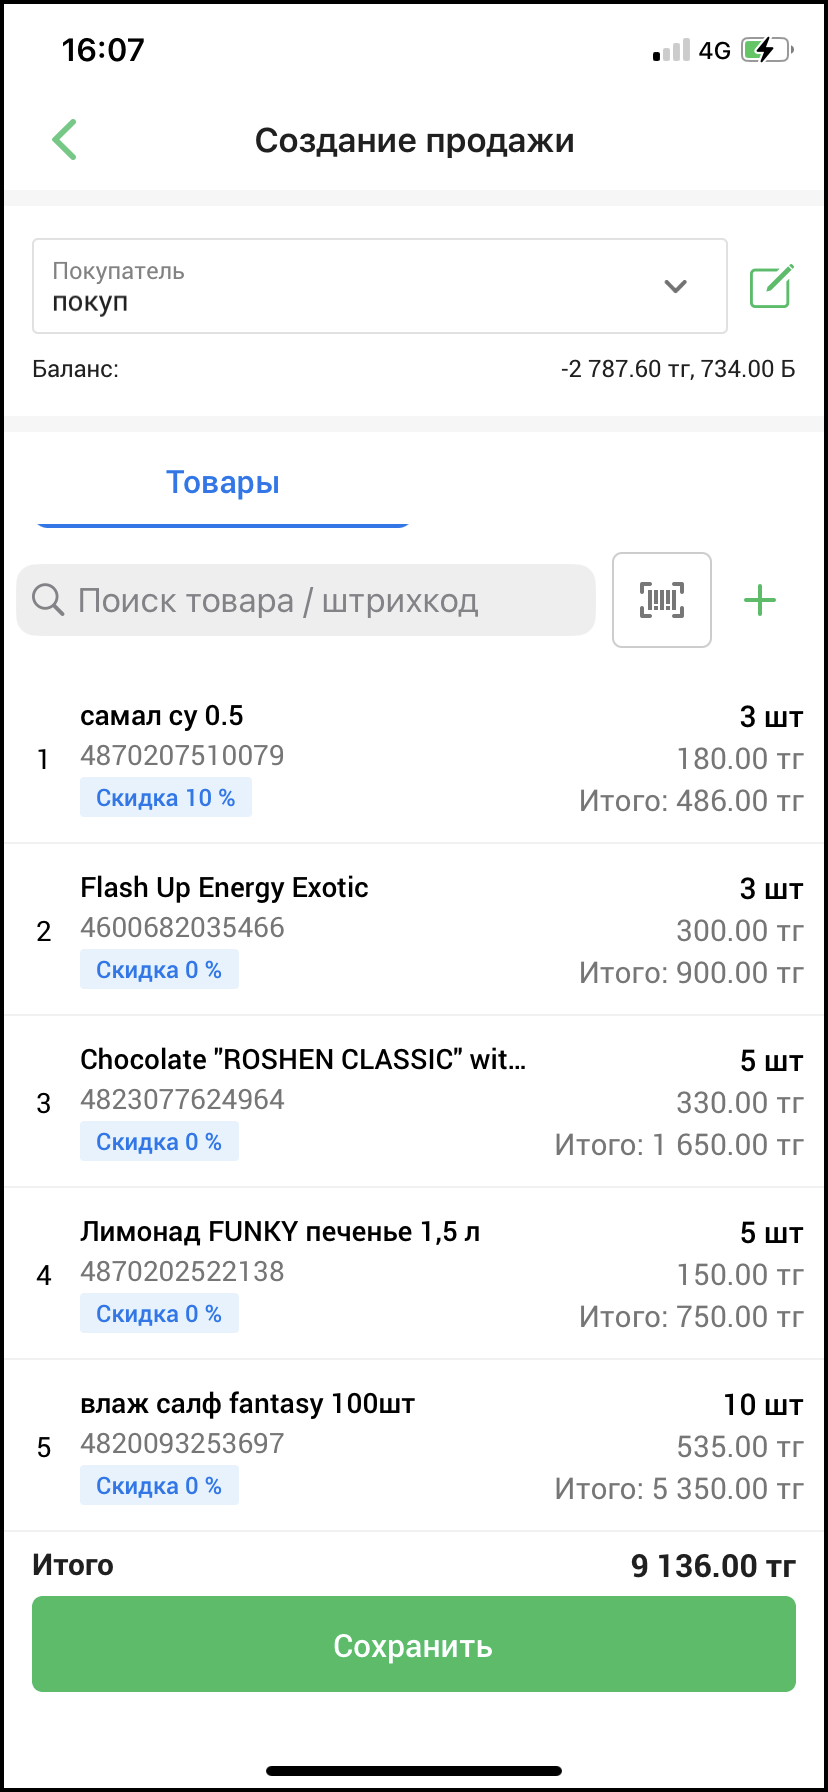 16:07 4G
Создание продажи
Покупатель
покуп
Баланс: -2 787.60 тг, 734.00 Б
Товары
Поиск товара / штрихкод
самал су 0.5 3 шт
1 4870207510079 180.00 тг
Скидка 10 % Итого: 486.00 тг
Flash Up Energy Exotic 3 шт
2 4600682035466 300.00 тг
Скидка 0 % Итого: 900.00 тг
Chocolate "ROSHEN CLASSIC" wit... 5 шт
3 4823077624964 330.00 тг
Скидка 0 % Итого: 1 650.00 тг
Лимонад FUNKY печенье 1,5 л 5 шт
4 4870202522138 150.00 тг
Скидка 0 % Итого: 750.00 тг
влаж салф fantasy 100шт 10 шт
5 4820093253697 535.00 тг
Скидка 0 % Итого: 5 350.00 тг
Итого 9 136.00 тг
Сохранить